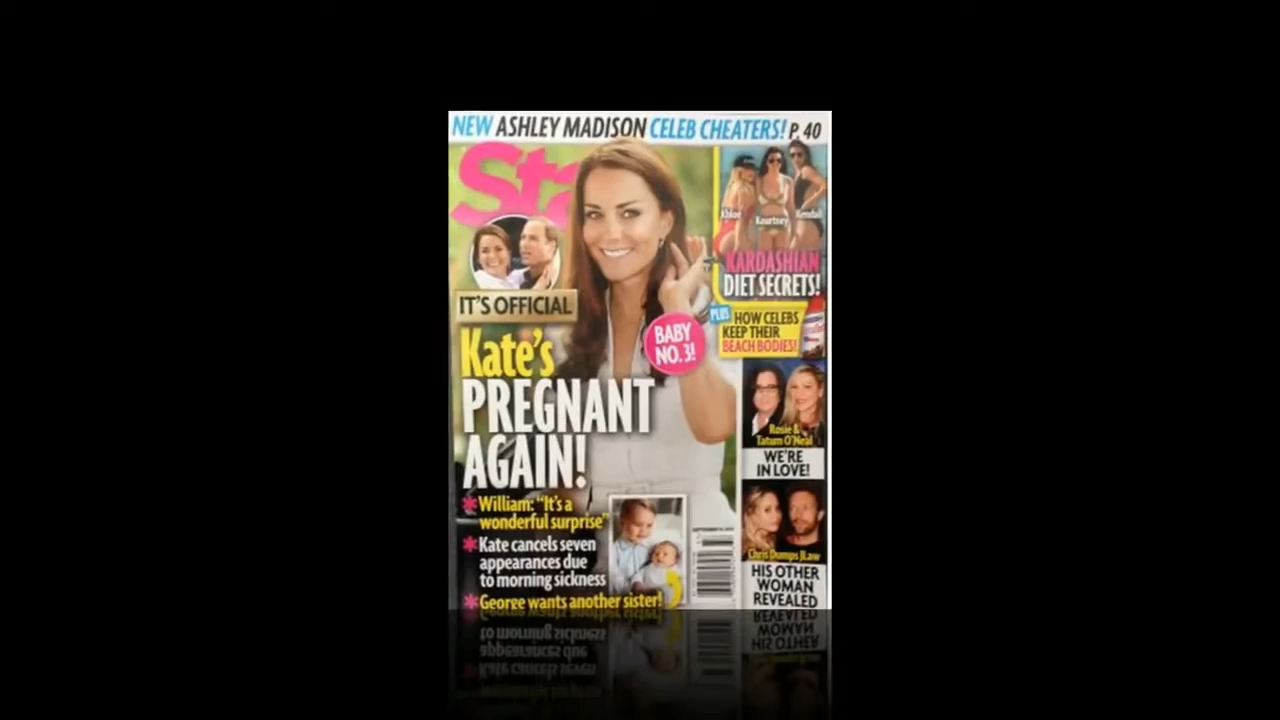 NEW ASHLEY MADISON CELEB CHEATERS! P. 40
Sta
Khloe
Kourtney
Kendall
KARDASHIAN
DIET SECRETS!
PLUS
HOW CELEBS
KEEP THEIR
BEACH BODIES!
IT'S OFFICIAL
Kate's
PREGNANT
AGAIN!
BABY
NO. 3!
*William: "It's a
wonderful surprise"
*Kate cancels seven
appearances due
to morning sickness
*George wants another sister!
Rosie &
Tatum O'Neal
WE'RE
IN LOVE!
Chris Dumps JLaw
HIS OTHER
WOMAN
REVEALED